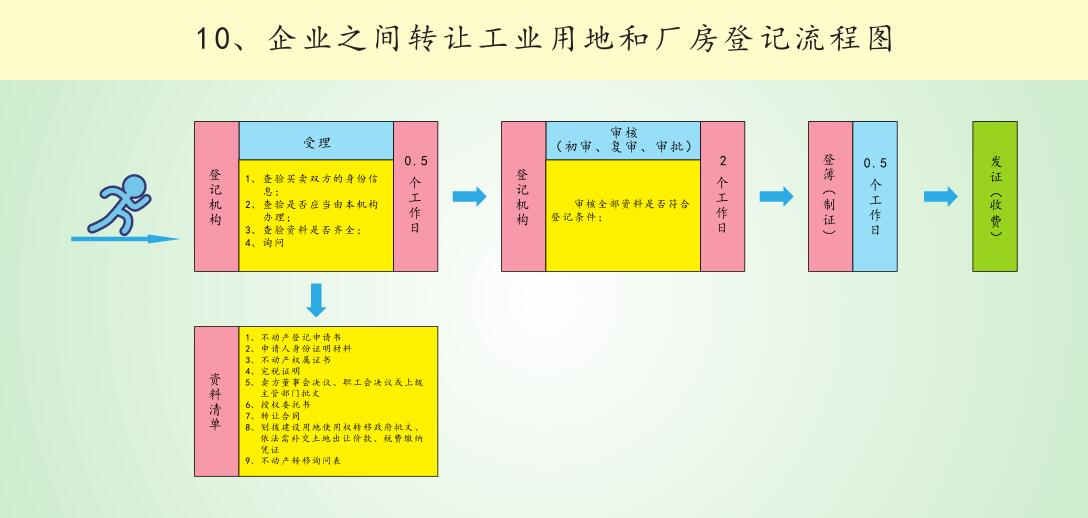 10、企业之间转让工业用地和厂房登记流程图
登记机构
受理
1、查验买卖双方的身份信
息；
2、查验是否应当由本机构
办理；
3、查验资料是否齐全；
4、询问
0.5
个工作日
登记机构
审核
（初审、复审、审批）
审核全部资料是否符合
登记条件；
2
个工作日
登簿（制证）
0.5
个工作日
发证（收费）
资料清单
1、不动产登记申请书
2、申请人身份证明材料
3、不动产权属证书
4、完税证明
5、卖方董事会决议、职工会决议或上级
主管部门批文
6、授权委托书
7、转让合同
8、划拨建设用地使用权转移政府批文、
依法需补交土地出让价款、税费缴纳
凭证
9、不动产转移询问表